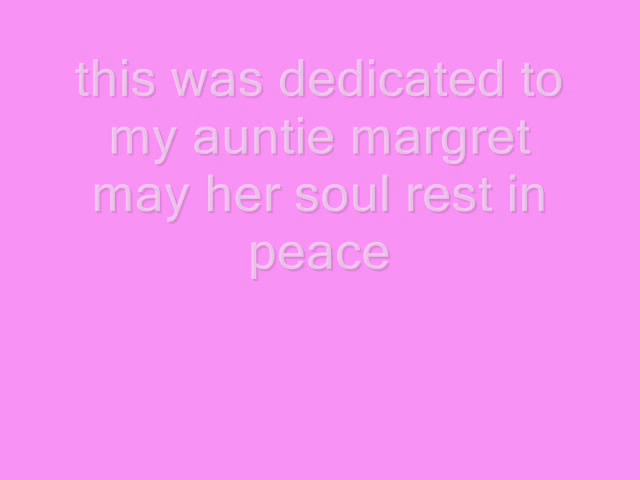 this was dedicated to
my auntie margret
may her soul rest in
peace